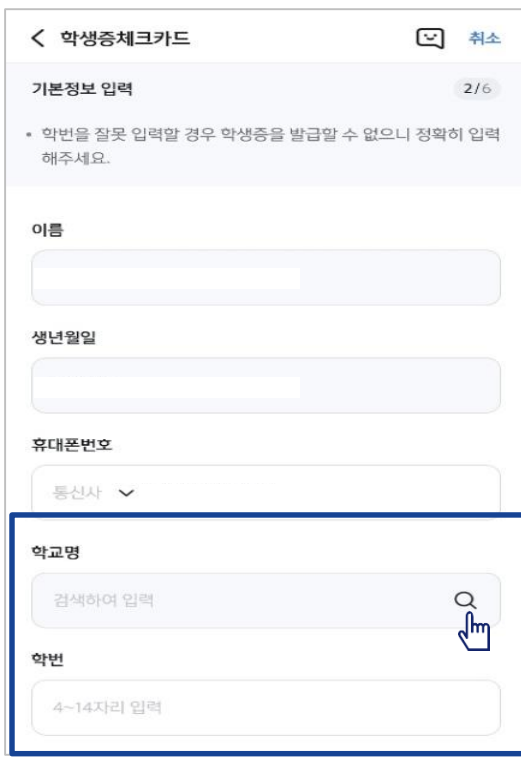 학생증체크카드
취소
기본정보 입력
2/6
• 학번을 잘못 입력할 경우 학생증을 발급할 수 없으니 정확히 입력
해주세요.
이름
생년월일
휴대폰번호
통신사
학교명
검색하여 입력
학번
4~14자리 입력